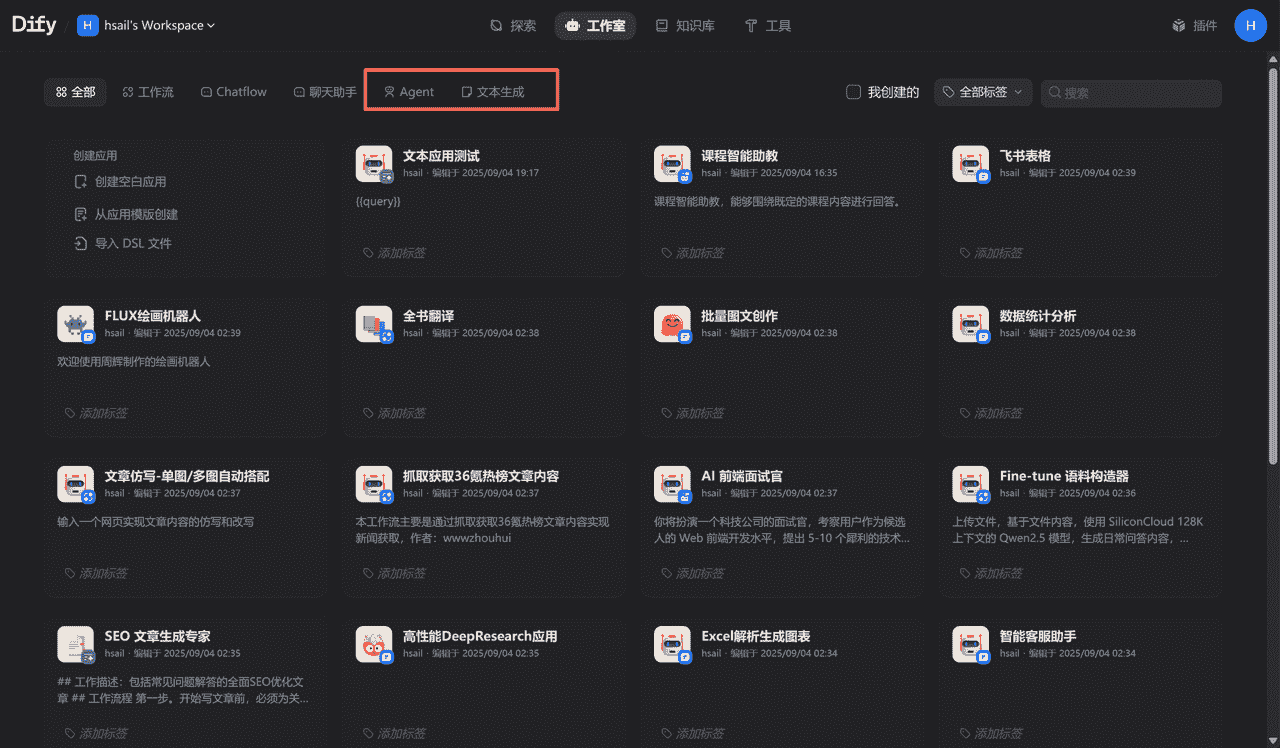 Dify / H hsail's Workspace 探索 工作室 知识库 工具 插件 H
全部 工作流 Chatflow 聊天助手 Agent 文本生成 我创建的 全部标签 搜索
创建应用
创建空白应用
从应用模版创建
导入 DSL 文件
文本应用测试
hsail · 编辑于 2025/09/04 19:17
{{query}}
添加标签
课程智能助教
hsail · 编辑于 2025/09/04 16:35
课程智能助教，能够围绕既定的课程内容进行回答。
添加标签
飞书表格
hsail · 编辑于 2025/09/04 02:39
添加标签
FLUX绘画机器人
hsail · 编辑于 2025/09/04 02:39
欢迎使用周辉制作的绘画机器人
添加标签
全书翻译
hsail · 编辑于 2025/09/04 02:38
添加标签
批量图文创作
hsail · 编辑于 2025/09/04 02:38
添加标签
数据统计分析
hsail · 编辑于 2025/09/04 02:38
添加标签
文章仿写-单图/多图自动搭配
hsail · 编辑于 2025/09/04 02:37
输入一个网页实现文章内容的仿写和改写
添加标签
抓取获取36氪热榜文章内容
hsail · 编辑于 2025/09/04 02:37
本工作流主要是通过抓取获取36氪热榜文章内容实现
新闻获取，作者：wwwzhouhui
添加标签
AI 前端面试官
hsail · 编辑于 2025/09/04 02:37
你将扮演一个科技公司的面试官，考察用户作为候选
人的 Web 前端开发水平，提出 5-10 个犀利的技术...
添加标签
Fine-tune 语料构造器
hsail · 编辑于 2025/09/04 02:36
上传文件，基于文件内容，使用 SiliconCloud 128K
上下文的 Qwen2.5 模型，生成日常问答内容，...
添加标签
SEO 文章生成专家
hsail · 编辑于 2025/09/04 02:35
## 工作描述：包括常见问题解答的全面SEO优化文
章 ## 工作流程 第一步。开始写文章前，必须为关...
添加标签
高性能DeepResearch应用
hsail · 编辑于 2025/09/04 02:35
添加标签
Excel解析生成图表
hsail · 编辑于 2025/09/04 02:34
添加标签
智能客服助手
hsail · 编辑于 2025/09/04 02:34
添加标签